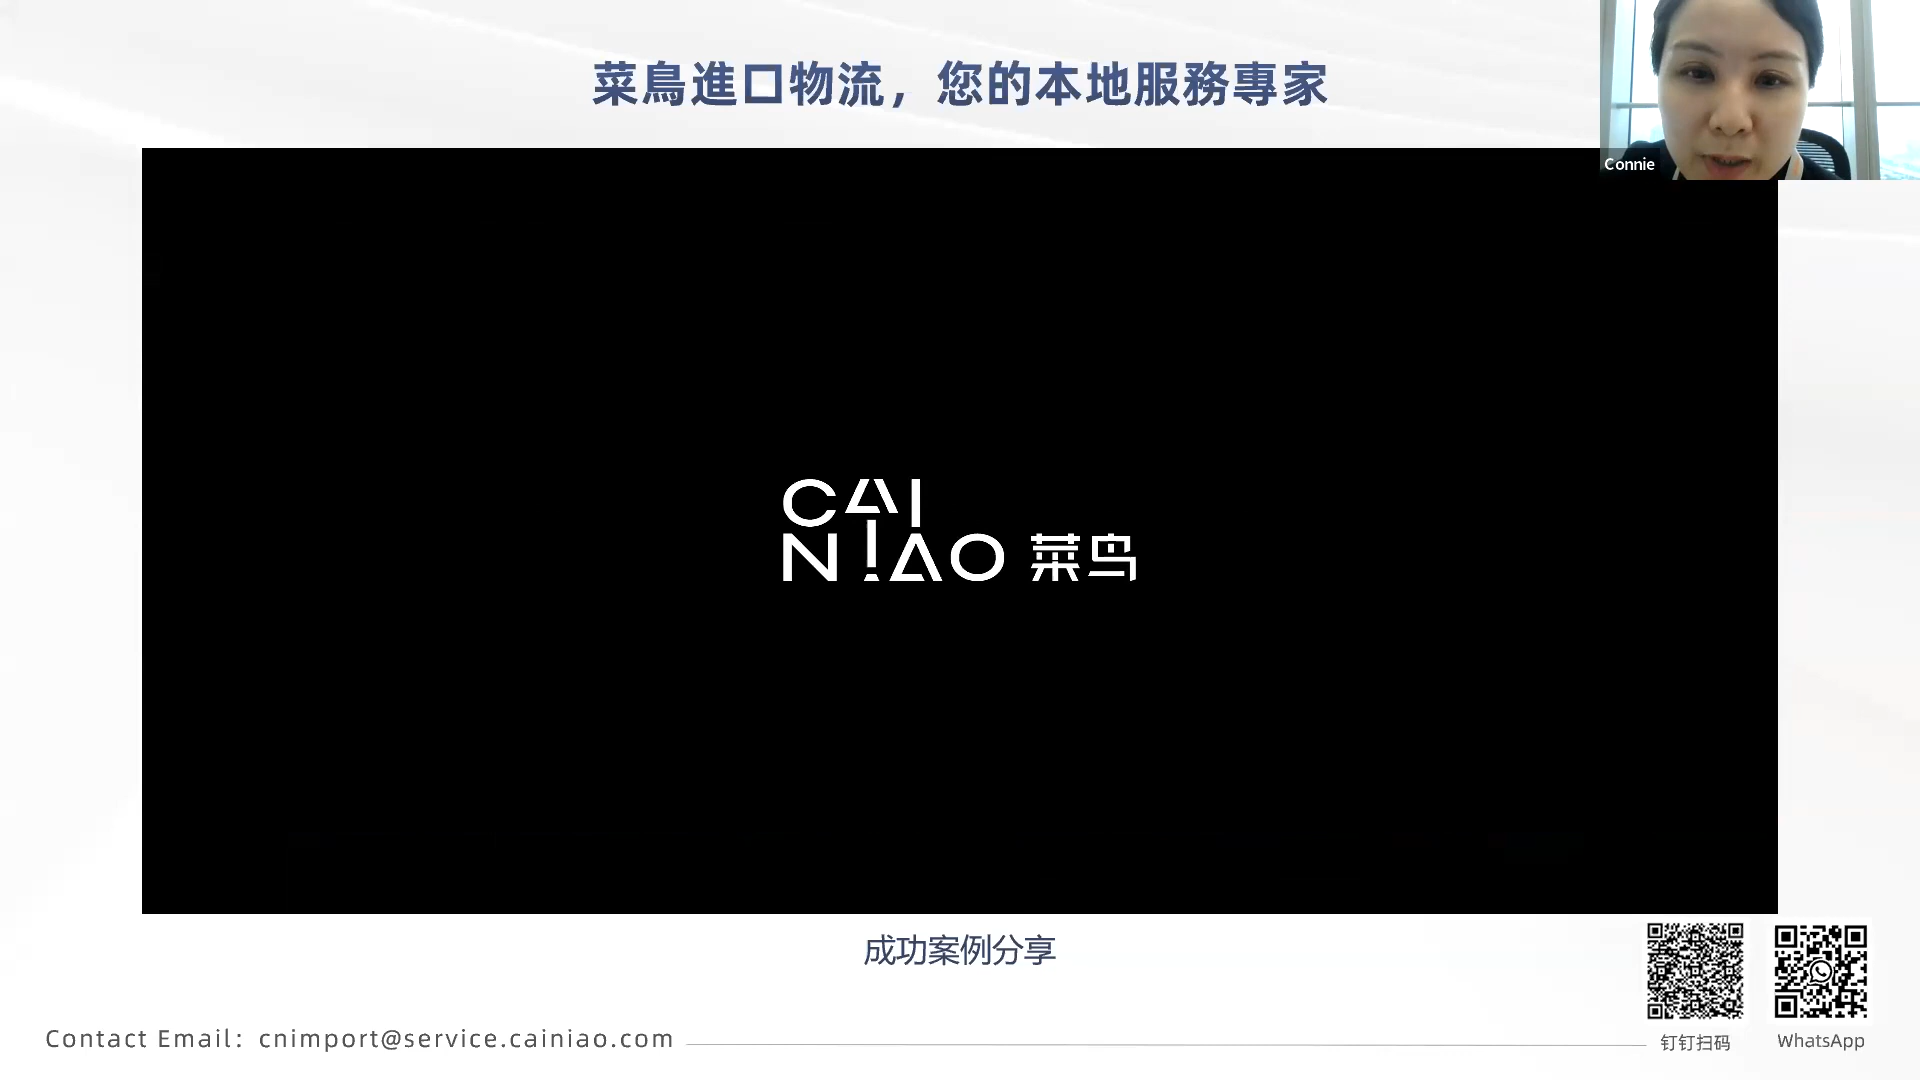 菜鳥進口物流，您的本地服務專家
Connie
CAI
NIAO 菜鸟
成功案例分享
Contact Email：cnimport@service.cainiao.com
钉钉扫码
WhatsApp